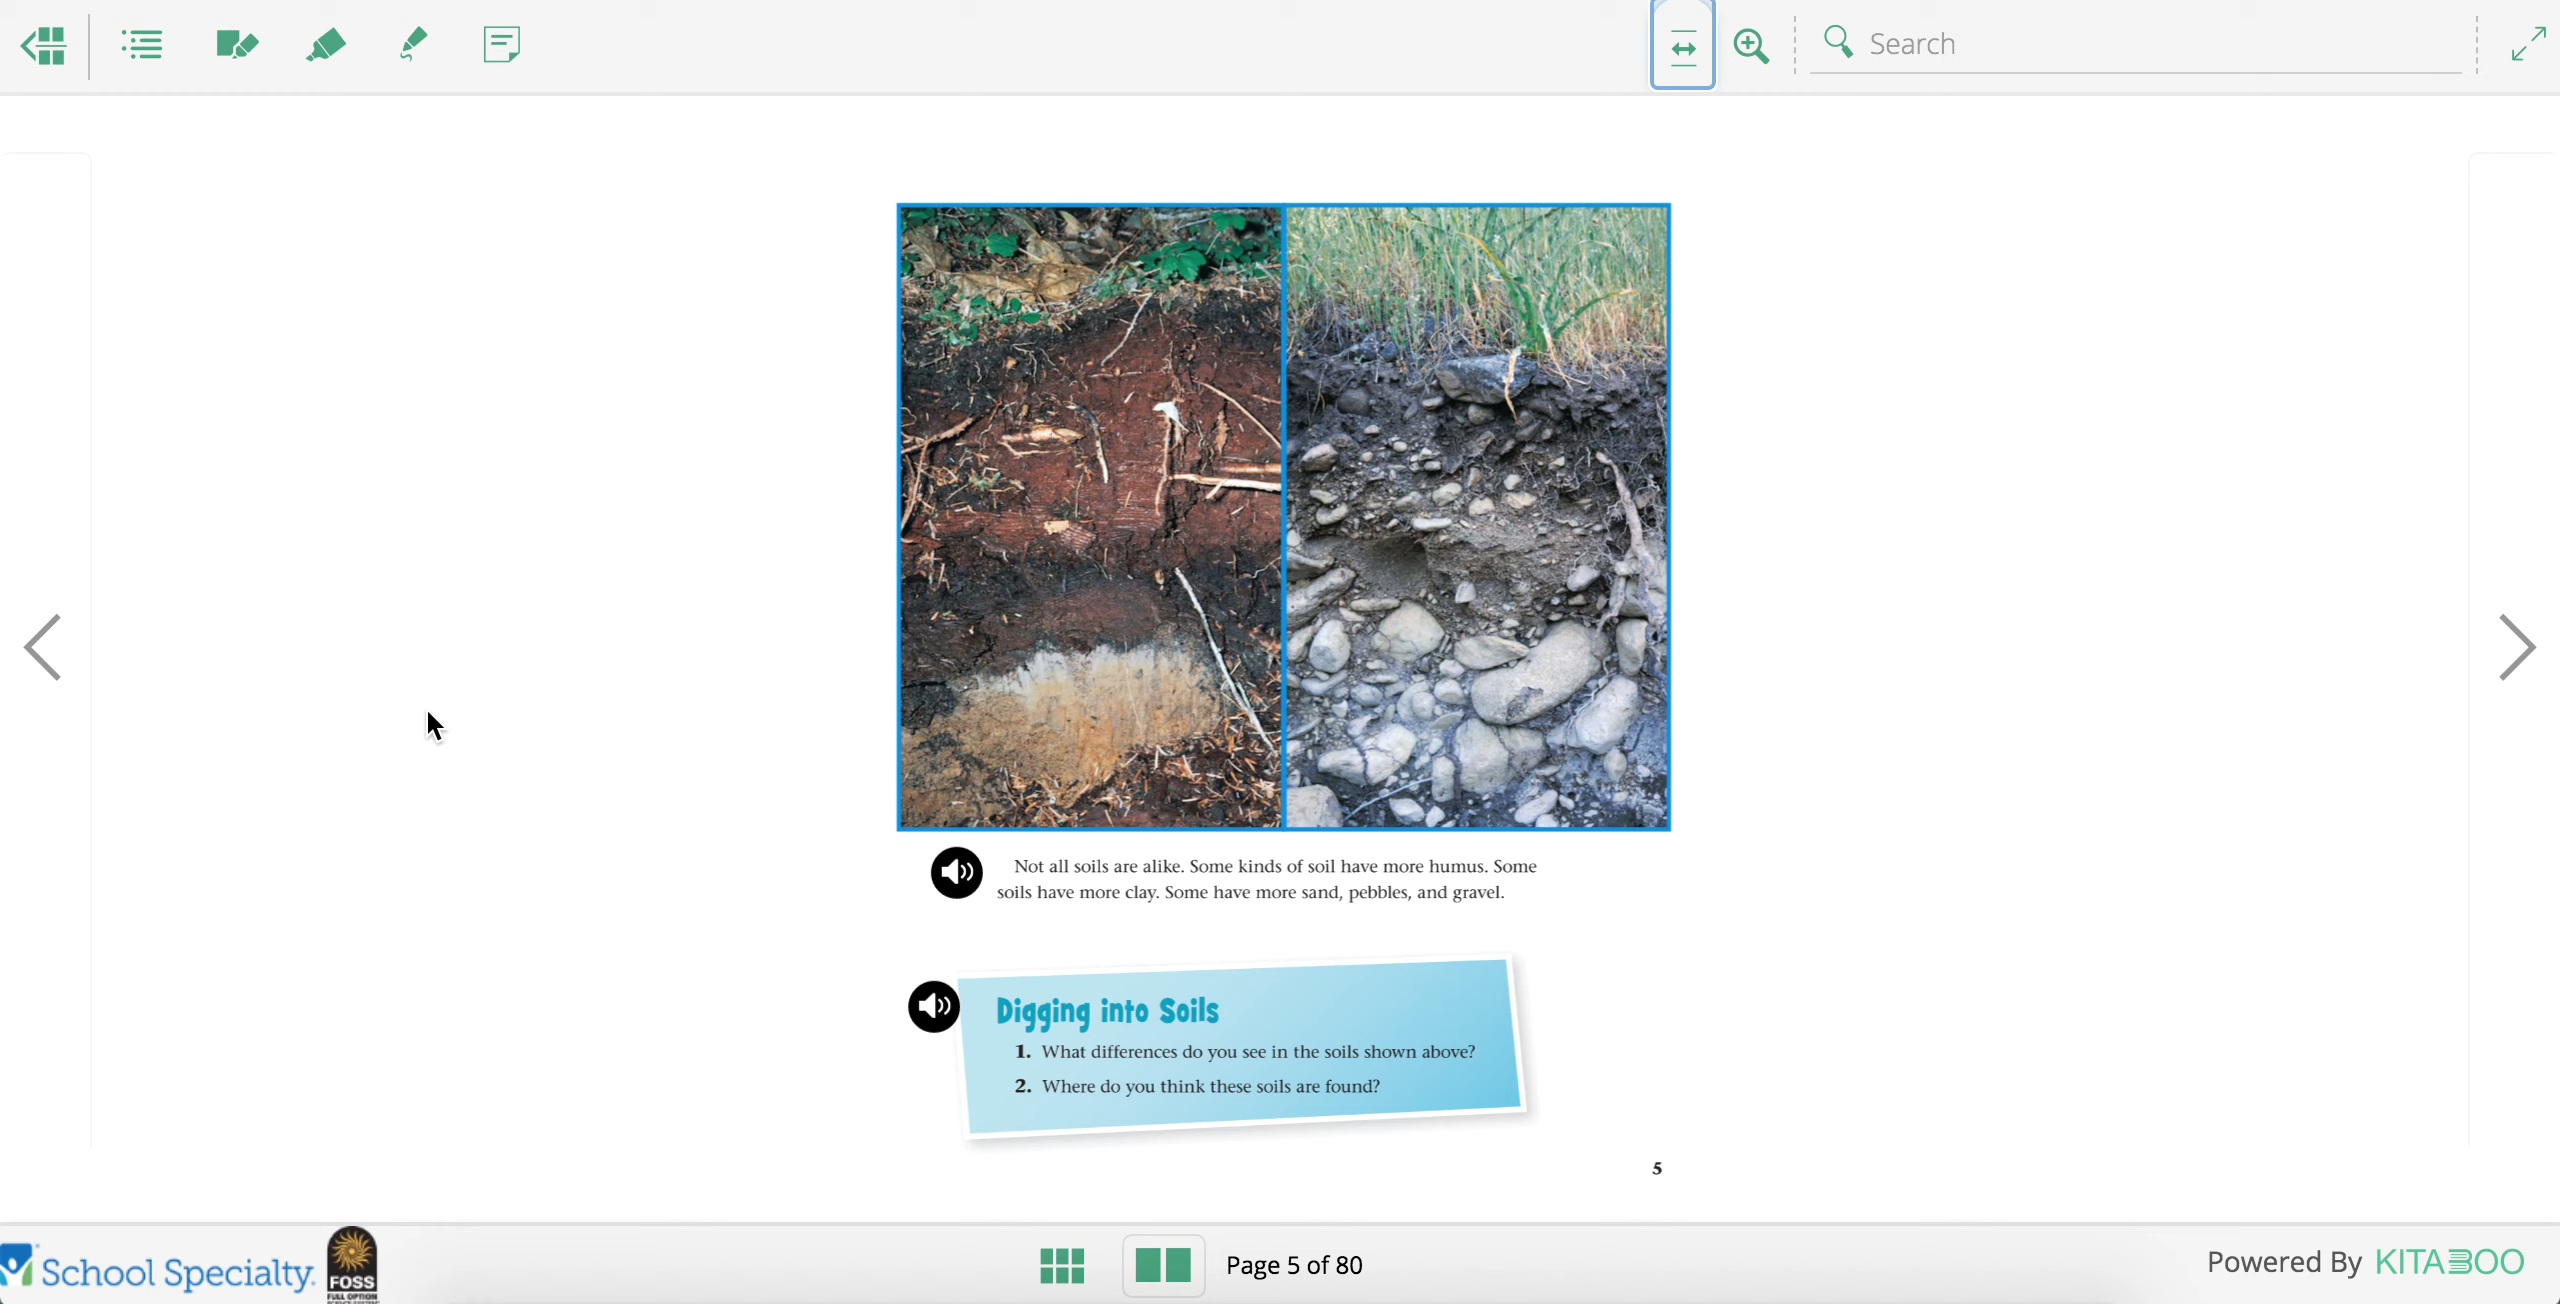 Search
Not all soils are alike. Some kinds of soil have more humus. Some
soils have more clay. Some have more sand, pebbles, and gravel.
Digging into Soils
1. What differences do you see in the soils shown above?
2. Where do you think these soils are found?
5
School Specialty.
FOSS
FULL OPTION
Page 5 of 80
Powered By KITABOO